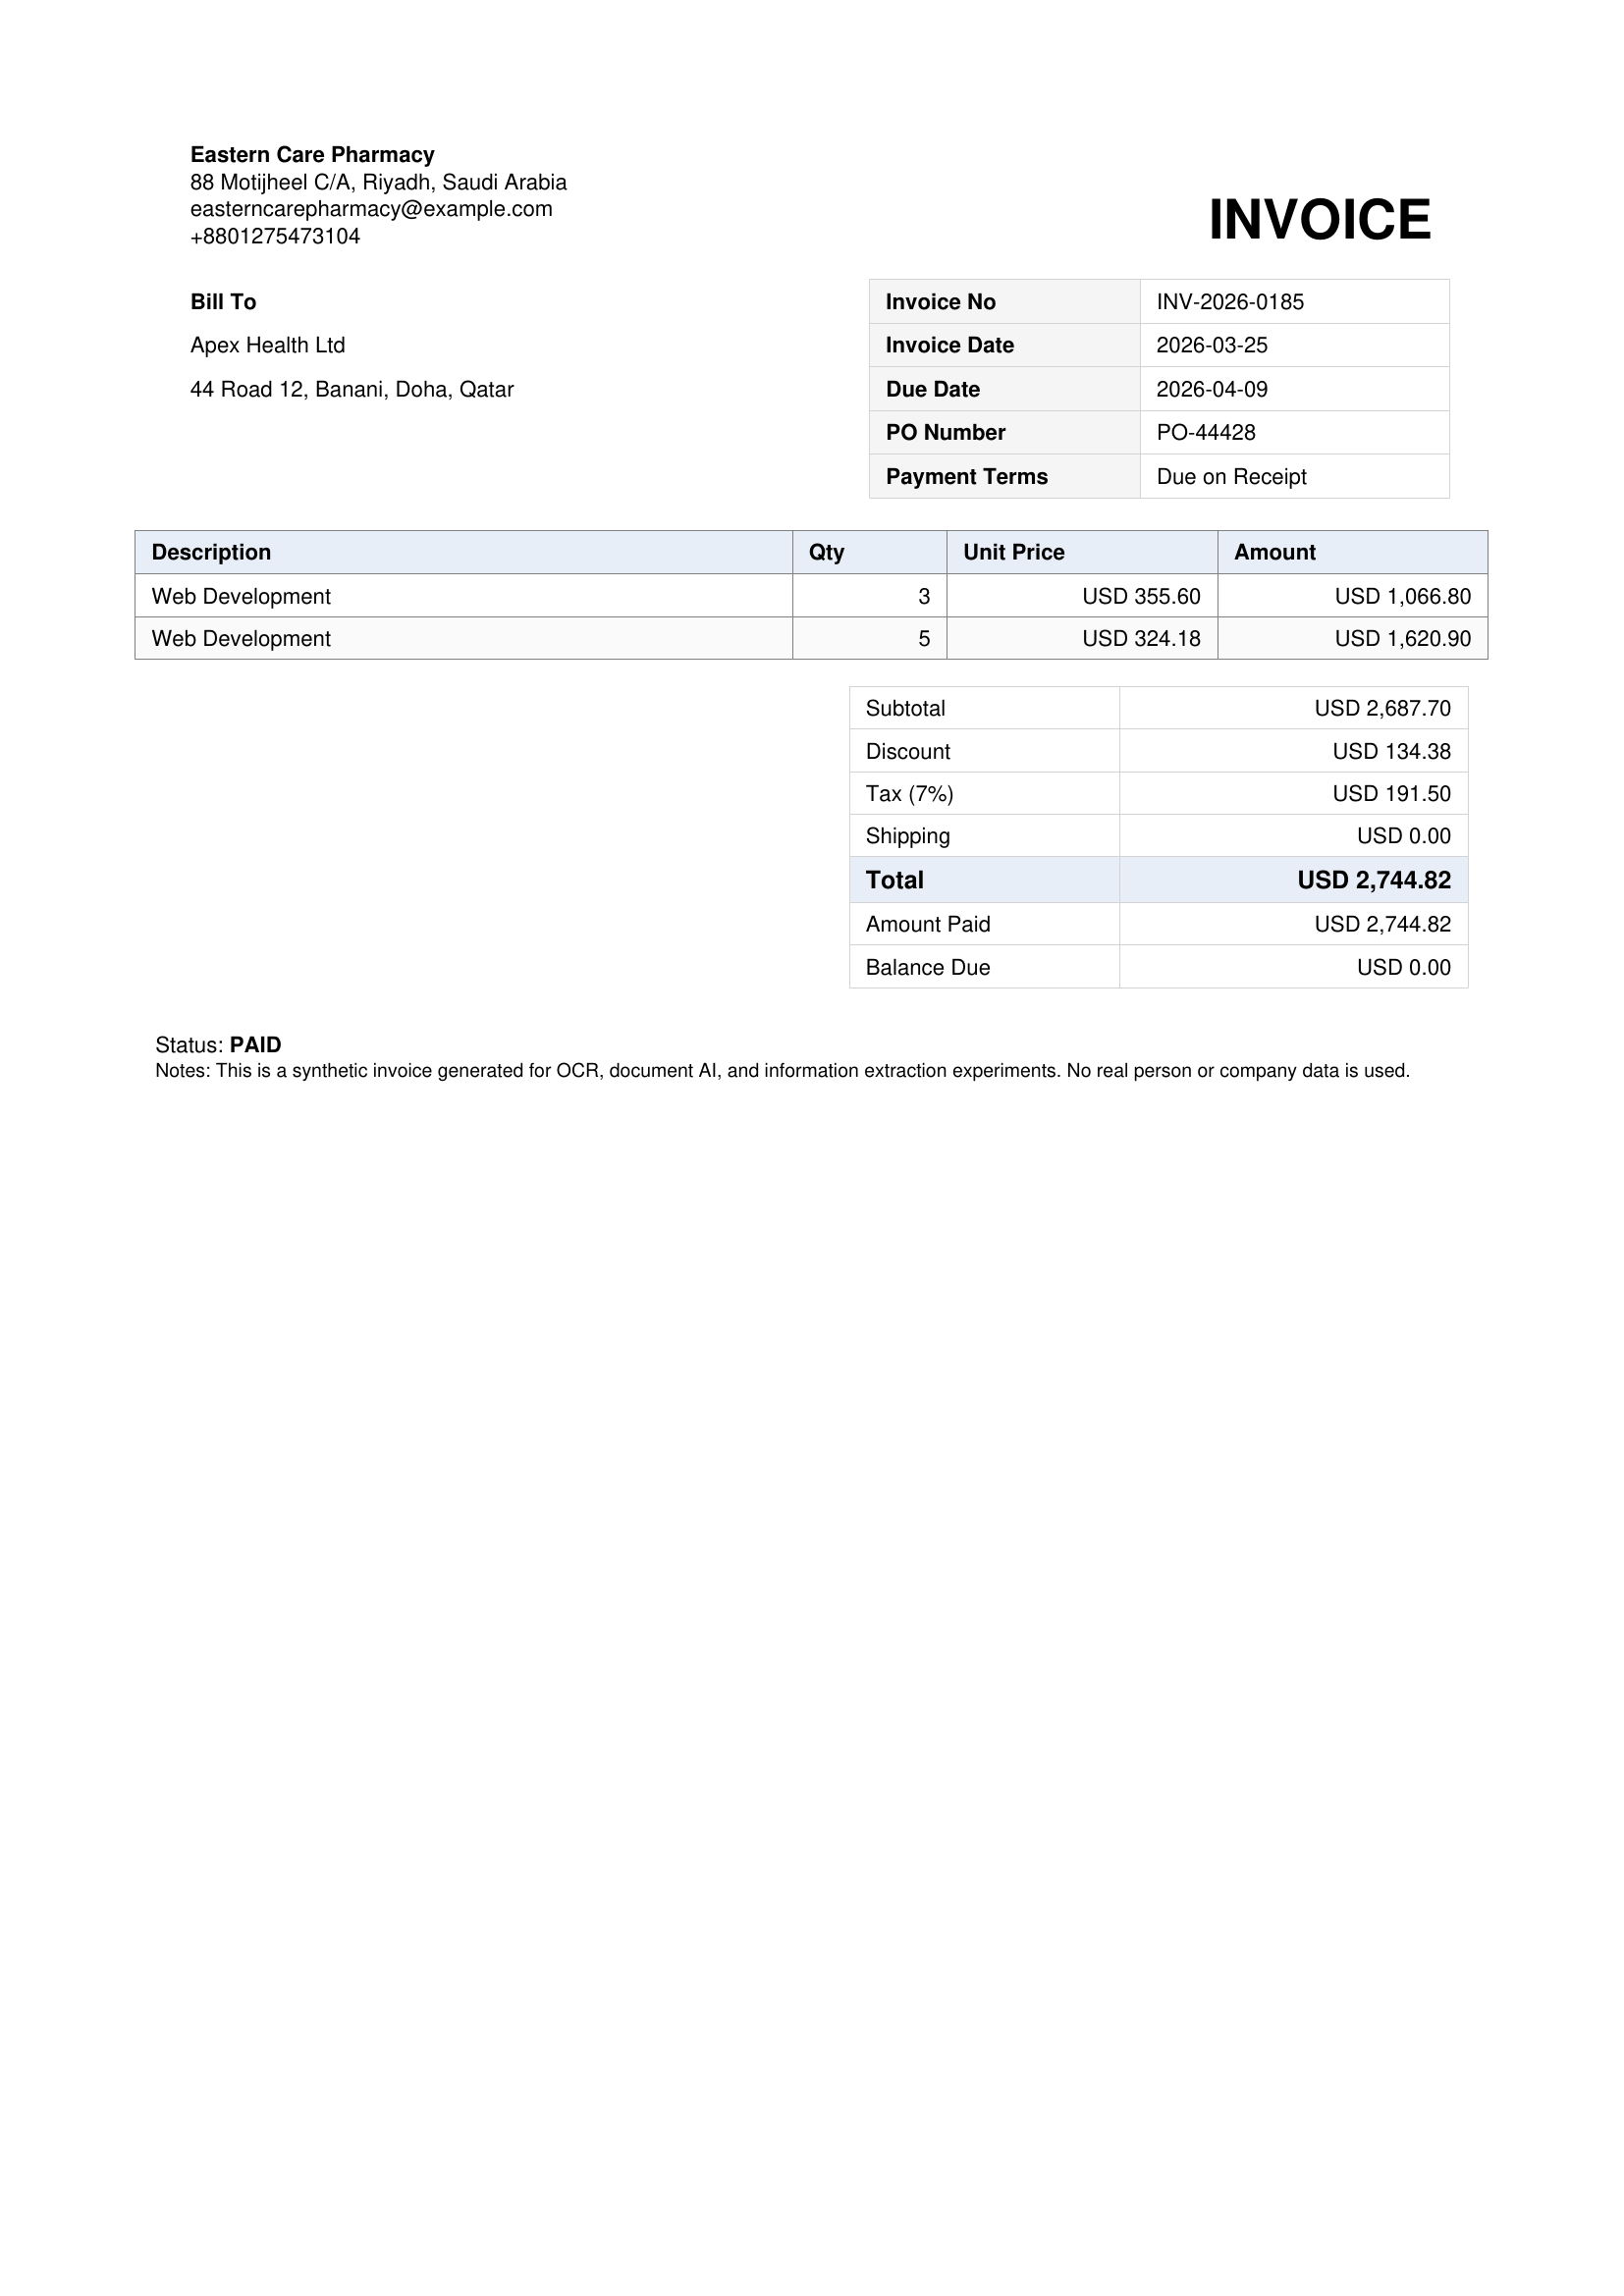 Eastern Care Pharmacy
88 Motijheel C/A, Riyadh, Saudi Arabia
easterncarepharmacy@example.com
+8801275473104
INVOICE
Bill To
Apex Health Ltd
44 Road 12, Banani, Doha, Qatar
Invoice No INV-2026-0185
Invoice Date 2026-03-25
Due Date 2026-04-09
PO Number PO-44428
Payment Terms Due on Receipt
Description Qty Unit Price Amount
Web Development 3 USD 355.60 USD 1,066.80
Web Development 5 USD 324.18 USD 1,620.90
Subtotal USD 2,687.70
Discount USD 134.38
Tax (7%) USD 191.50
Shipping USD 0.00
Total USD 2,744.82
Amount Paid USD 2,744.82
Balance Due USD 0.00
Status: PAID
Notes: This is a synthetic invoice generated for OCR, document AI, and information extraction experiments. No real person or company data is used.